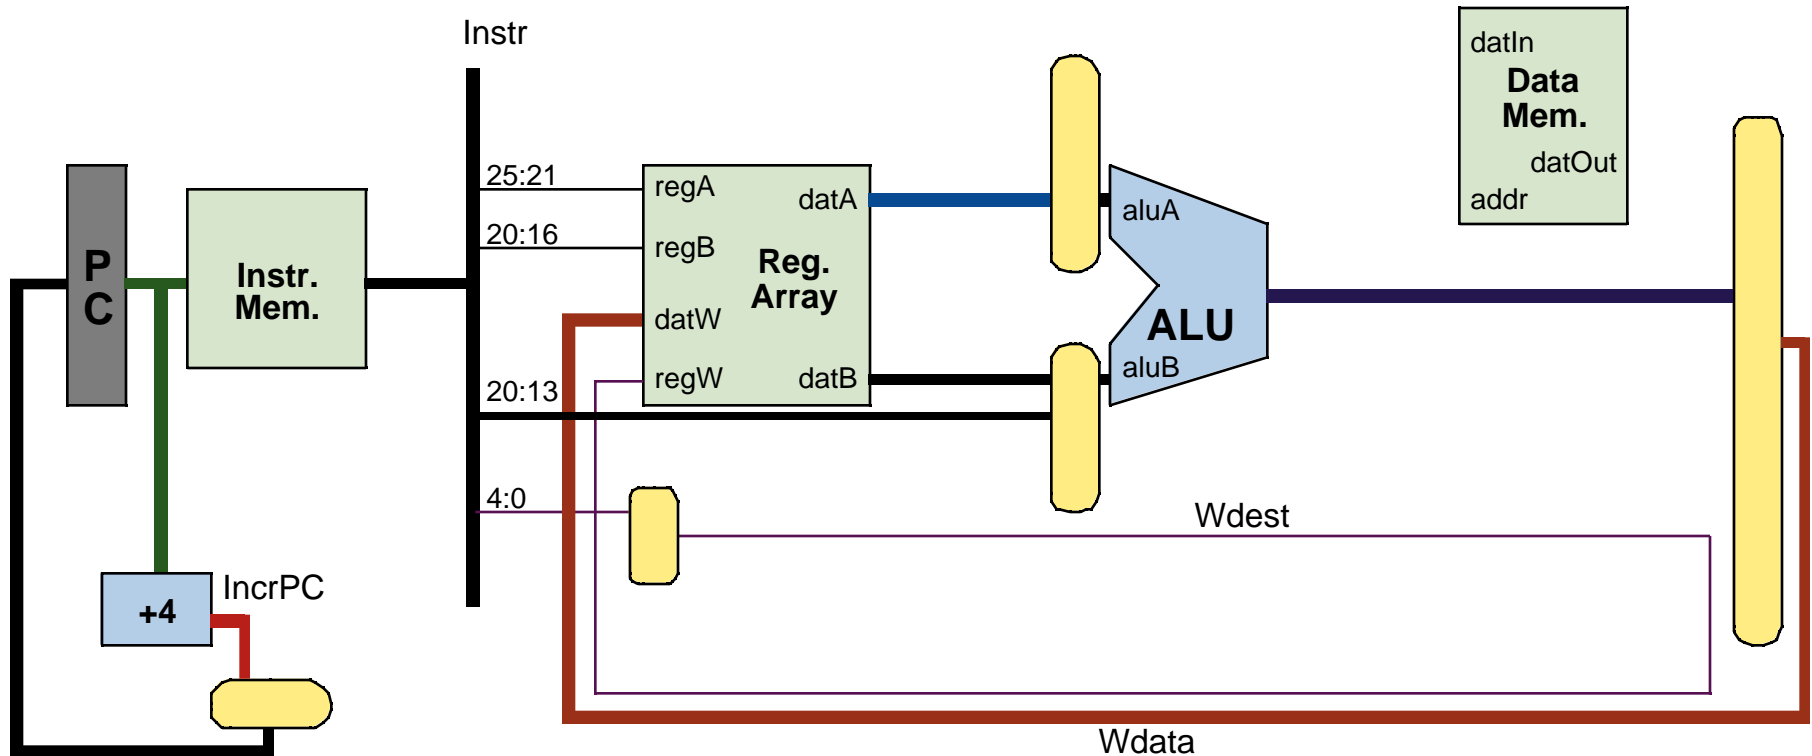 Instr
datIn
Data
Mem.
datOut
addr
25:21
regA
datA
aluA
20:16
regB
P
C
Instr.
Mem.
Reg.
Array
datW
ALU
regW
datB
aluB
20:13
4:0
Wdest
+4
IncrPC
Wdata